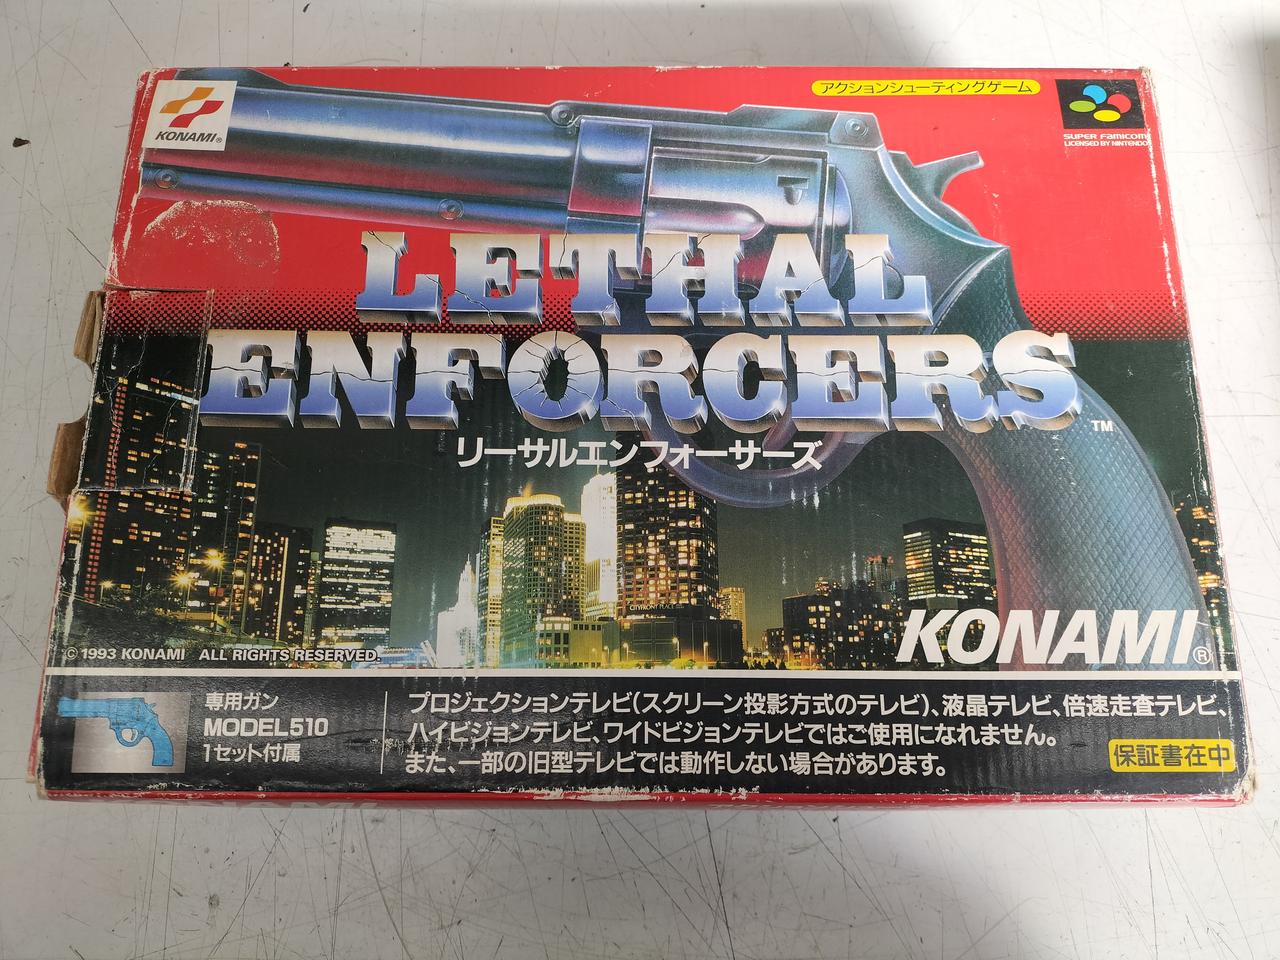 KONAMI®
アクションシューティングゲーム
SUPER FAMICOM
LICENSED BY NINTENDO
LETHAL
ENFORCERS™
リーサルエンフォーサーズ
CITYFRONT PLACE
KONAMI®
© 1993 KONAMI ALL RIGHTS RESERVED.
専用ガン
MODEL510
1セット付属
プロジェクションテレビ(スクリーン投影方式のテレビ)、液晶テレビ、倍速走査テレビ、
ハイビジョンテレビ、ワイドビジョンテレビではご使用になれません。
また、一部の旧型テレビでは動作しない場合があります。
保証書在中
KONAMI